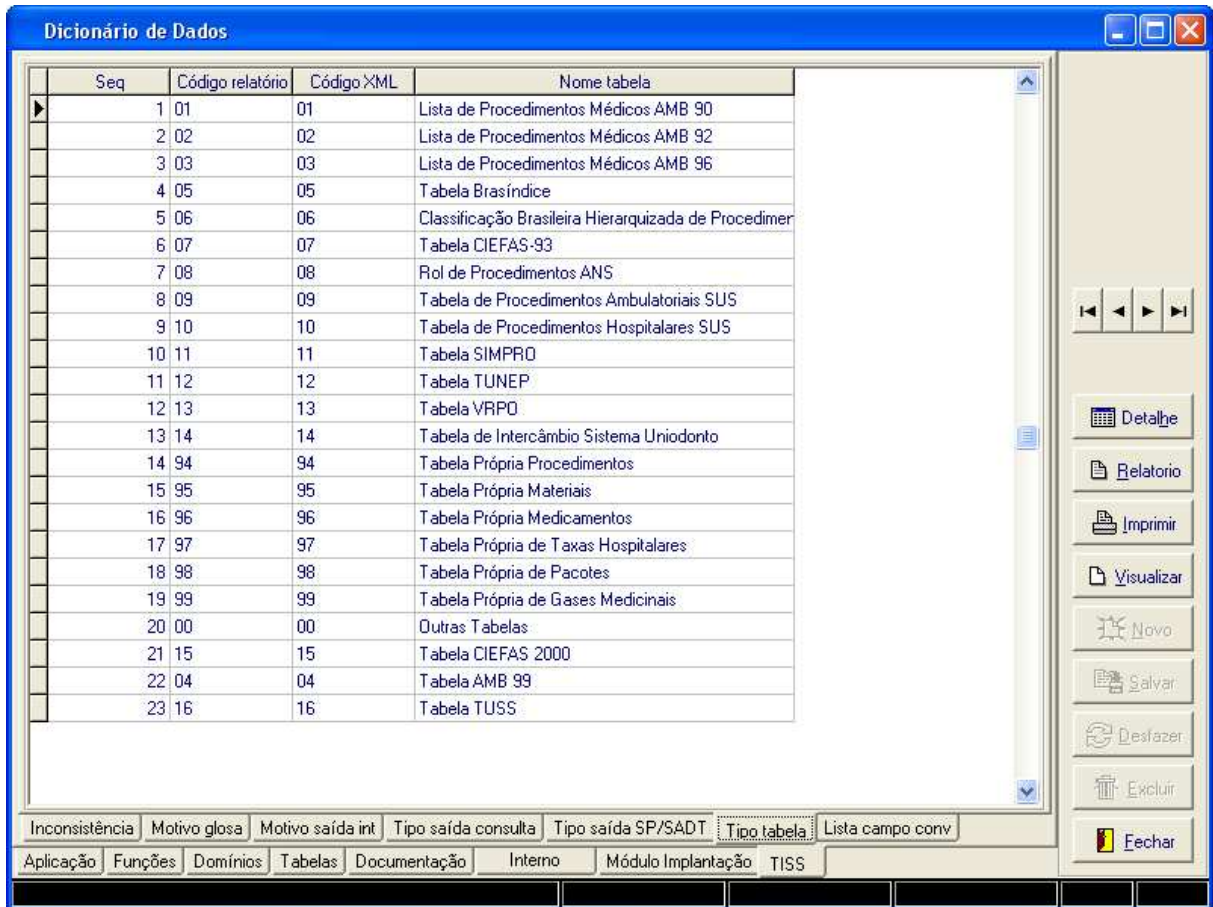 Dicionário de Dados
Seq Código relatório Código XML Nome tabela
1 01 01 Lista de Procedimentos Médicos AMB 90
2 02 02 Lista de Procedimentos Médicos AMB 92
3 03 03 Lista de Procedimentos Médicos AMB 96
4 05 05 Tabela Brasíndice
5 06 06 Classificação Brasileira Hierarquizada de Procedimen
6 07 07 Tabela CIEFAS-93
7 08 08 Rol de Procedimentos ANS
8 09 09 Tabela de Procedimentos Ambulatoriais SUS
9 10 10 Tabela de Procedimentos Hospitalares SUS
10 11 11 Tabela SIMPRO
11 12 12 Tabela TUNEP
12 13 13 Tabela VRPO
13 14 14 Tabela de Intercâmbio Sistema Uniodonto
14 94 94 Tabela Própria Procedimentos
15 95 95 Tabela Própria Materiais
16 96 96 Tabela Própria Medicamentos
17 97 97 Tabela Própria de Taxas Hospitalares
18 98 98 Tabela Própria de Pacotes
19 99 99 Tabela Própria de Gases Medicinais
20 00 00 Outras Tabelas
21 15 15 Tabela CIEFAS 2000
22 04 04 Tabela AMB 99
23 16 16 Tabela TUSS
Detalhe
Relatorio
Imprimir
Visualizar
Novo
Salvar
Desfazer
Excluir
Fechar
Inconsistência Motivo glosa Motivo saída int Tipo saída consulta Tipo saída SP/SADT Tipo tabela Lista campo conv
Aplicação Funções Domínios Tabelas Documentação Interno Módulo Implantação TISS